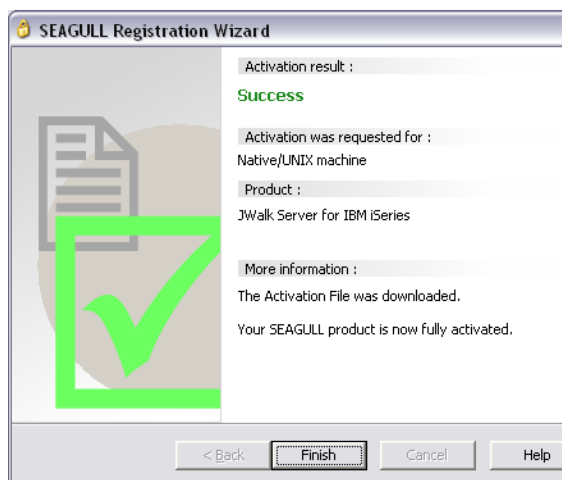 SEAGULL Registration Wizard
Activation result :
Success
Activation was requested for :
Native/UNIX machine
Product :
JWalk Server for IBM iSeries
More information :
The Activation File was downloaded.
Your SEAGULL product is now fully activated.
< Back Finish Cancel Help